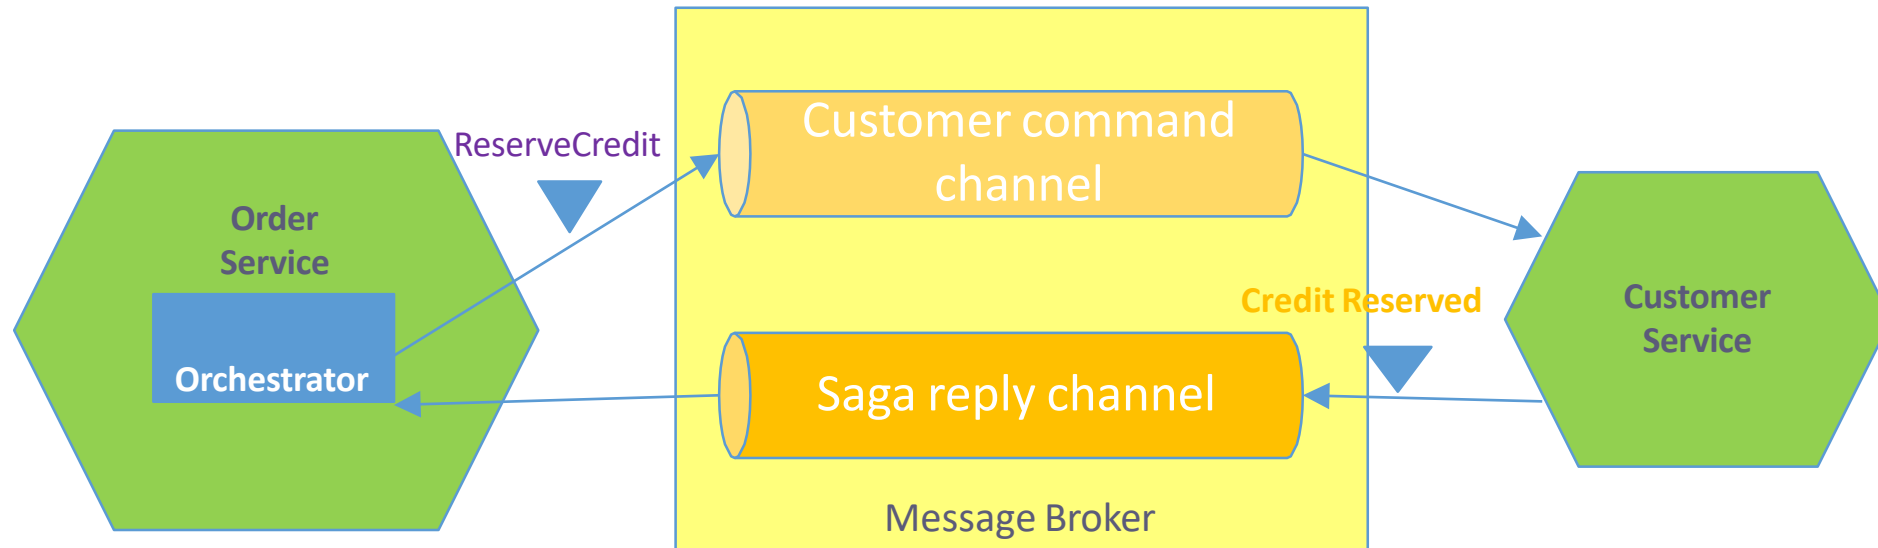 Order
Service
Orchestrator
ReserveCredit
Customer command
channel
Saga reply channel
Message Broker
Credit Reserved
Customer
Service